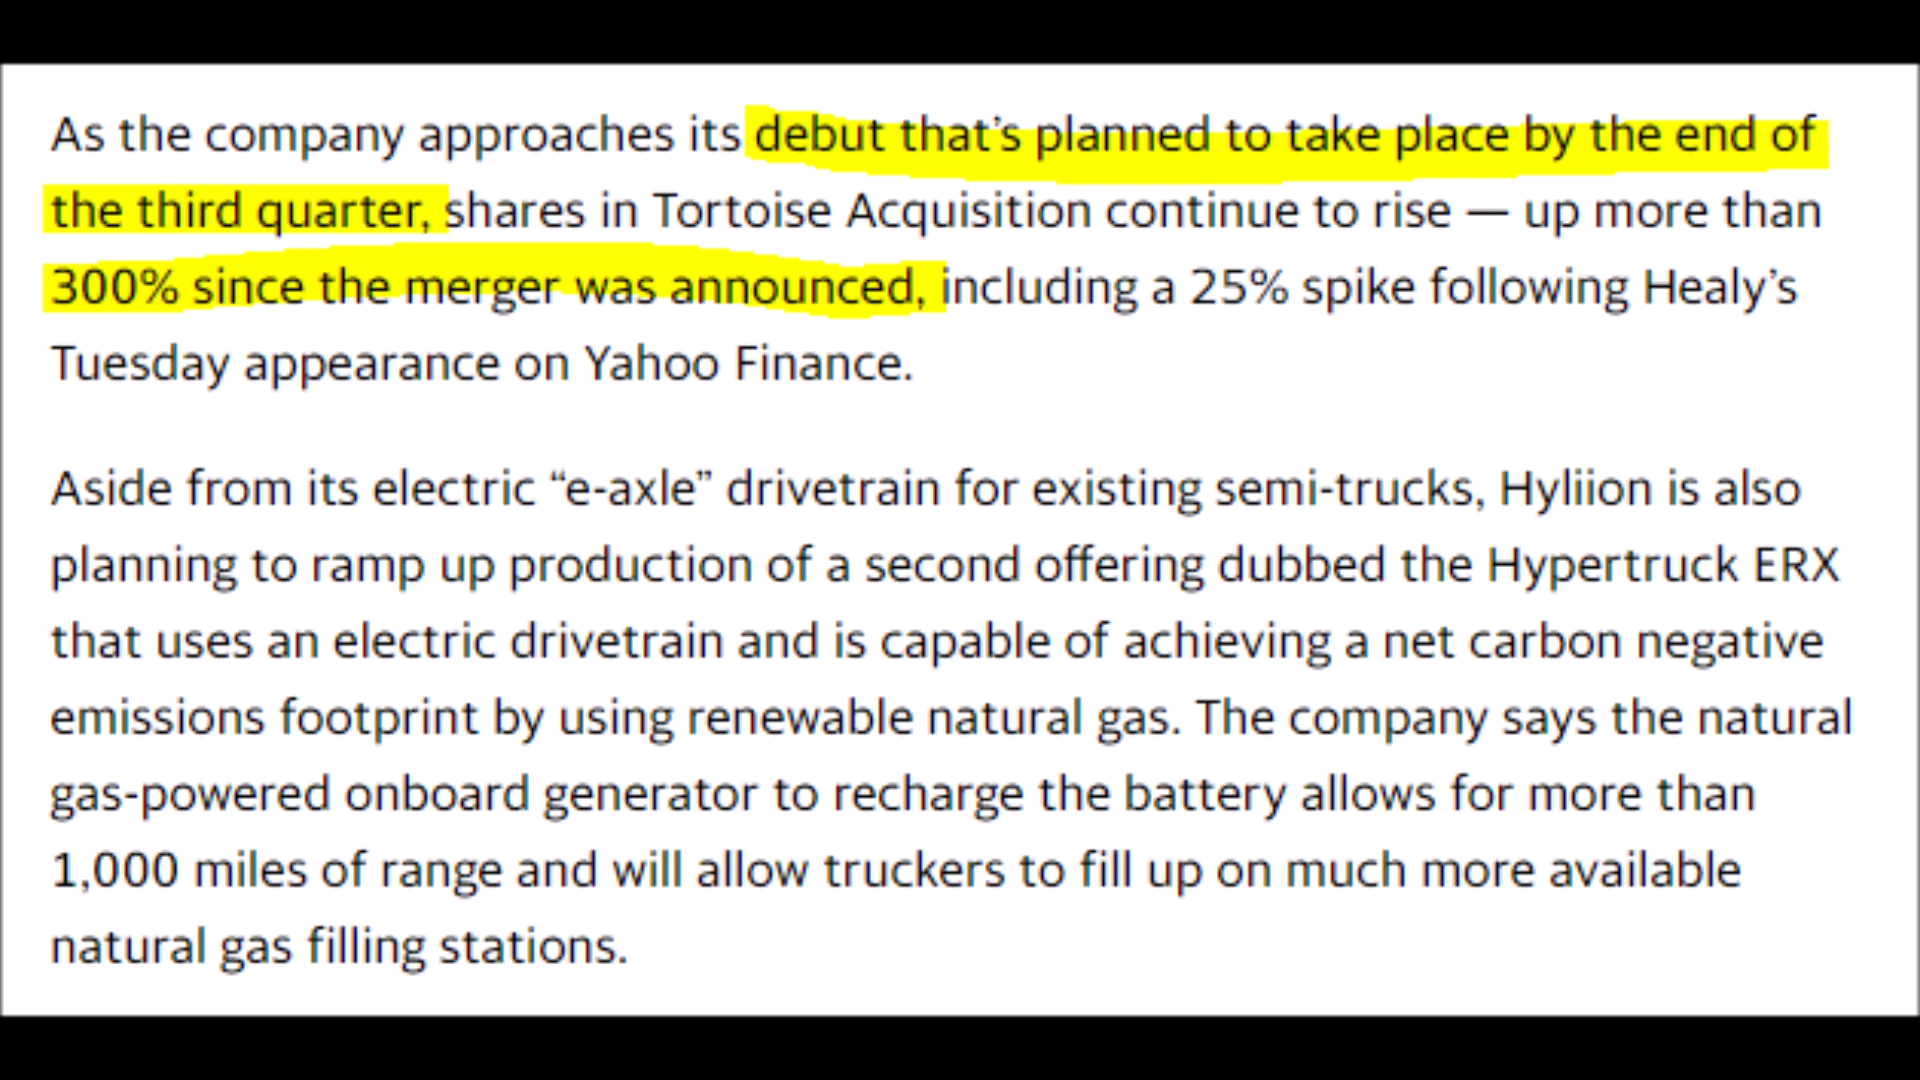 As the company approaches its debut that’s planned to take place by the end of
the third quarter, shares in Tortoise Acquisition continue to rise — up more than
300% since the merger was announced, including a 25% spike following Healy’s
Tuesday appearance on Yahoo Finance.
Aside from its electric “e-axle” drivetrain for existing semi-trucks, Hyliion is also
planning to ramp up production of a second offering dubbed the Hypertruck ERX
that uses an electric drivetrain and is capable of achieving a net carbon negative
emissions footprint by using renewable natural gas. The company says the natural
gas-powered onboard generator to recharge the battery allows for more than
1,000 miles of range and will allow truckers to fill up on much more available
natural gas filling stations.